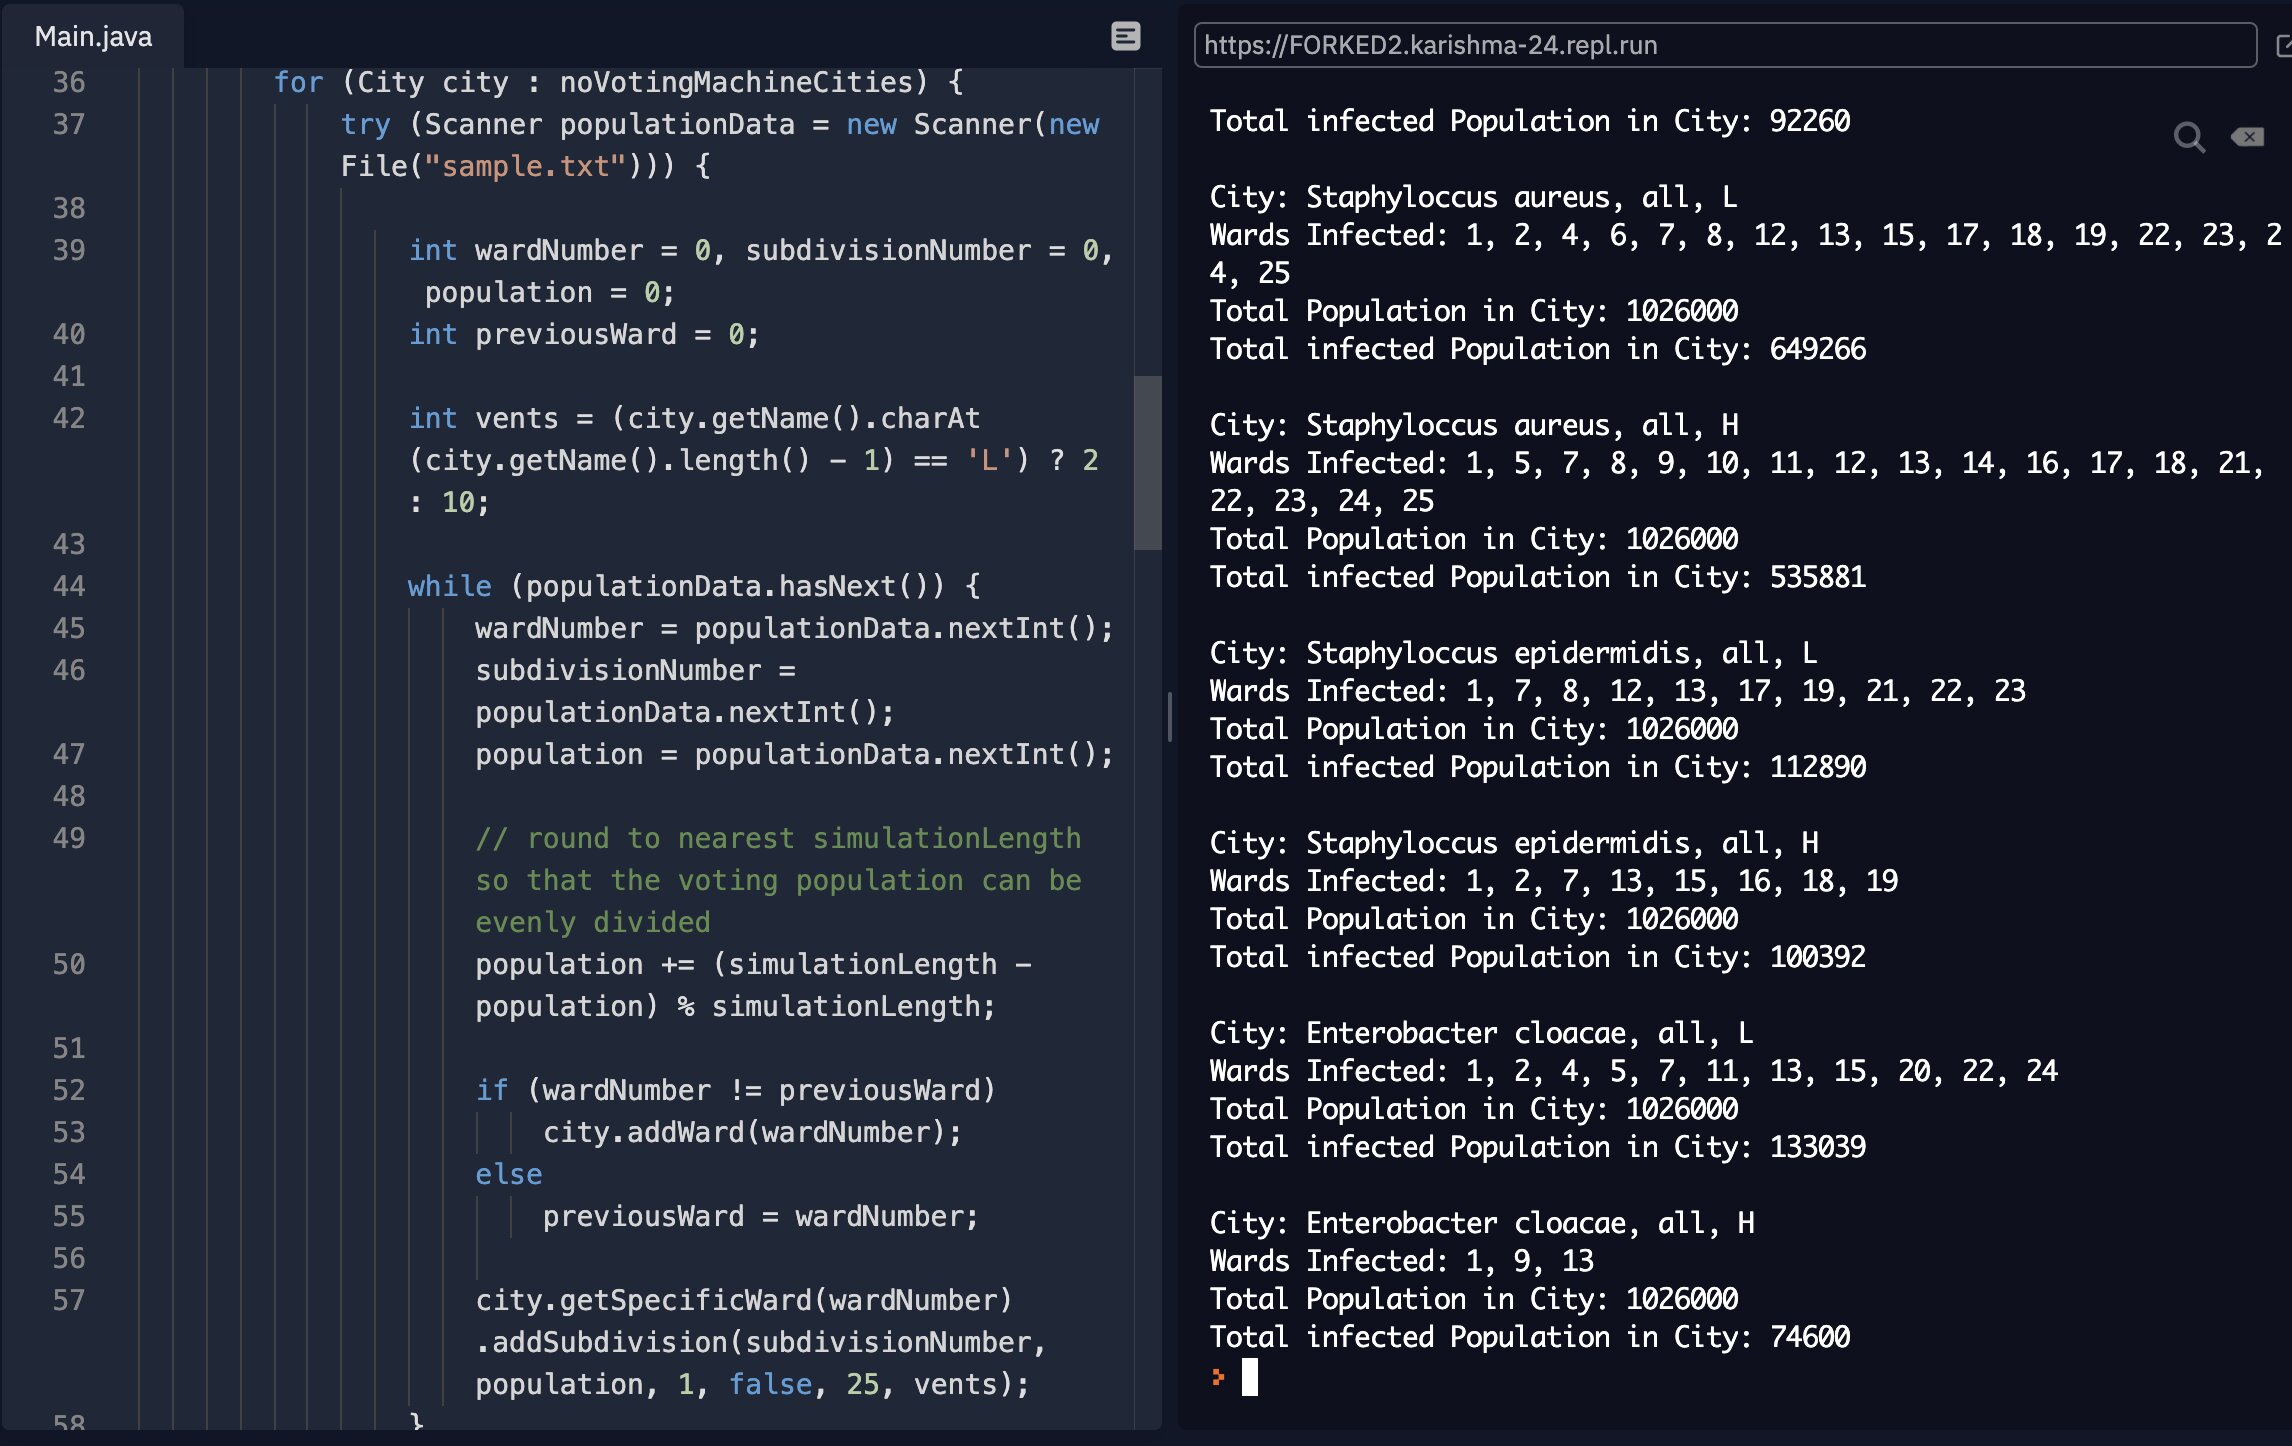 Main.java
36 for (City city : noVotingMachineCities) {
37 try (Scanner populationData = new Scanner(new
File("sample.txt"))) {
38
39 int wardNumber = 0, subdivisionNumber = 0,
population = 0;
40 int previousWard = 0;
41
42 int vents = (city.getName().charAt
(city.getName().length() - 1) == 'L') ? 2
: 10;
43
44 while (populationData.hasNext()) {
45 wardNumber = populationData.nextInt();
46 subdivisionNumber =
populationData.nextInt();
47 population = populationData.nextInt();
48
49 // round to nearest simulationLength
so that the voting population can be
evenly divided
50 population += (simulationLength -
population) % simulationLength;
51
52 if (wardNumber != previousWard)
53 city.addWard(wardNumber);
54 else
55 previousWard = wardNumber;
56
57 city.getSpecificWard(wardNumber)
.addSubdivision(subdivisionNumber,
population, 1, false, 25, vents);
58 }
https://FORKED2.karishma-24.repl.run
Total infected Population in City: 92260
City: Staphyloccus aureus, all, L
Wards Infected: 1, 2, 4, 6, 7, 8, 12, 13, 15, 17, 18, 19, 22, 23, 2
4, 25
Total Population in City: 1026000
Total infected Population in City: 649266
City: Staphyloccus aureus, all, H
Wards Infected: 1, 5, 7, 8, 9, 10, 11, 12, 13, 14, 16, 17, 18, 21,
22, 23, 24, 25
Total Population in City: 1026000
Total infected Population in City: 535881
City: Staphyloccus epidermidis, all, L
Wards Infected: 1, 7, 8, 12, 13, 17, 19, 21, 22, 23
Total Population in City: 1026000
Total infected Population in City: 112890
City: Staphyloccus epidermidis, all, H
Wards Infected: 1, 2, 7, 13, 15, 16, 18, 19
Total Population in City: 1026000
Total infected Population in City: 100392
City: Enterobacter cloacae, all, L
Wards Infected: 1, 2, 4, 5, 7, 11, 13, 15, 20, 22, 24
Total Population in City: 1026000
Total infected Population in City: 133039
City: Enterobacter cloacae, all, H
Wards Infected: 1, 9, 13
Total Population in City: 1026000
Total infected Population in City: 74600